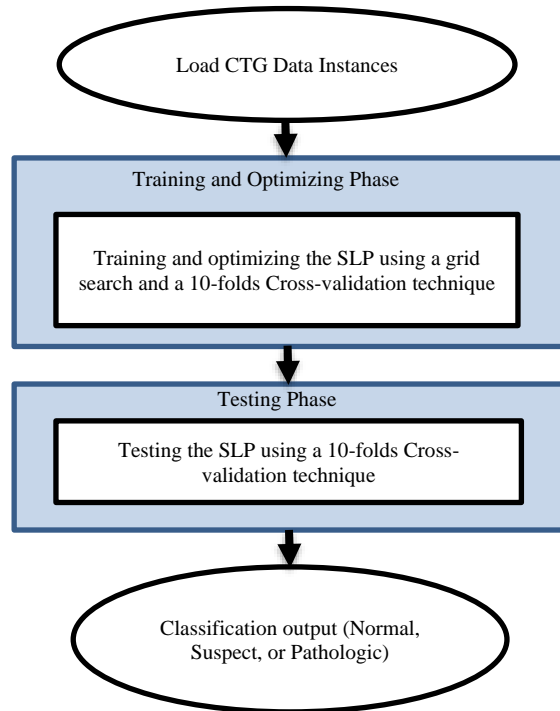 Load CTG Data Instances
Training and Optimizing Phase
Training and optimizing the SLP using a grid
search and a 10-folds Cross-validation technique
Testing Phase
Testing the SLP using a 10-folds Cross-
validation technique
Classification output (Normal,
Suspect, or Pathologic)